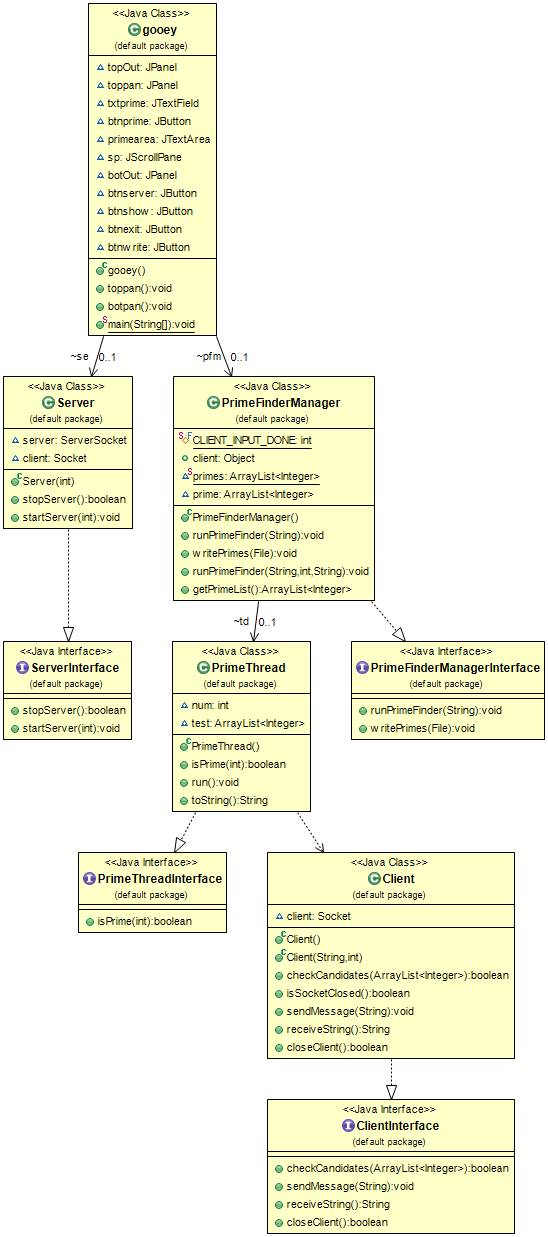 <<Java Class>>
gooey
(default package)
topOut: JPanel
toppan: JPanel
txtprime: JTextField
btnprime: JButton
primearea: JTextArea
sp: JScrollPane
botOut: JPanel
btnserver: JButton
btnshow: JButton
btnexit: JButton
btnwrite: JButton
gooey()
toppan():void
botpan():void
main(String[]):void
~se 0..1
~pfm 0..1
<<Java Class>>
Server
(default package)
server: ServerSocket
client: Socket
Server(int)
stopServer():boolean
startServer(int):void
<<Java Class>>
PrimeFinderManager
(default package)
CLIENT_INPUT_DONE: int
client: Object
primes: ArrayList<Integer>
prime: ArrayList<Integer>
PrimeFinderManager()
runPrimeFinder(String):void
writePrimes(File):void
runPrimeFinder(String,int,String):void
getPrimeList():ArrayList<Integer>
~td 0..1
<<Java Interface>>
ServerInterface
(default package)
stopServer():boolean
startServer(int):void
<<Java Class>>
PrimeThread
(default package)
num: int
test: ArrayList<Integer>
PrimeThread()
isPrime(int):boolean
run():void
toString():String
<<Java Interface>>
PrimeFinderManagerInterface
(default package)
runPrimeFinder(String):void
writePrimes(File):void
<<Java Interface>>
PrimeThreadInterface
(default package)
isPrime(int):boolean
<<Java Class>>
Client
(default package)
client: Socket
Client()
Client(String,int)
checkCandidates(ArrayList<Integer>):boolean
isSocketClosed():boolean
sendMessage(String):void
receiveString():String
closeClient():boolean
<<Java Interface>>
ClientInterface
(default package)
checkCandidates(ArrayList<Integer>):boolean
sendMessage(String):void
receiveString():String
closeClient():boolean